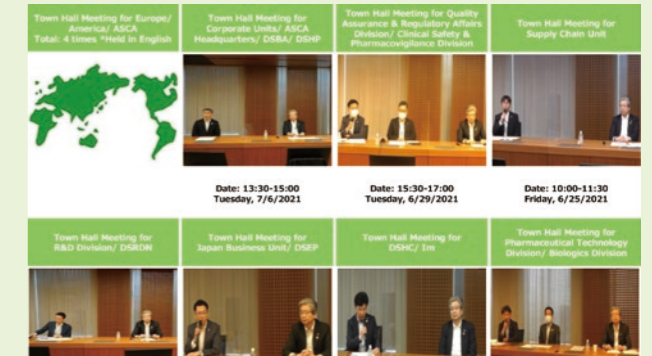 Town Hall Meeting for Europe/
America/ ASCA
Total: 4 times *Held in English
Town Hall Meeting for
Corporate Units/ ASCA
Headquarters/ DSBA/ DSHP
Town Hall Meeting for Quality
Assurance & Regulatory Affairs
Division/ Clinical Safety &
Pharmacovigilance Division
Town Hall Meeting for
Supply Chain Unit
Date: 13:30-15:00
Tuesday, 7/6/2021
Date: 15:30-17:00
Tuesday, 6/29/2021
Date: 10:00-11:30
Friday, 6/25/2021
Town Hall Meeting for
R&D Division/ DSRDN
Town Hall Meeting for
Japan Business Unit/ DSEP
Town Hall Meeting for
DSHC/ Im
Town Hall Meeting for
Pharmaceutical Technology
Division/ Biologics Division